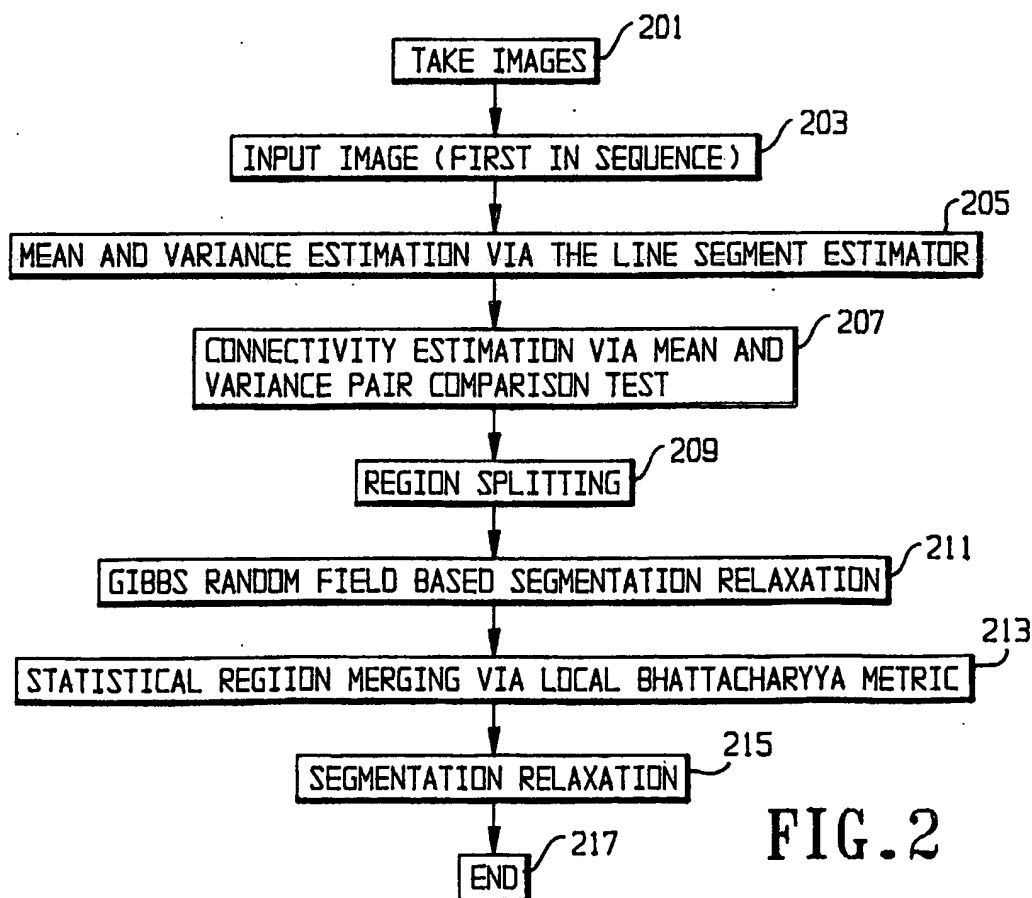 201
TAKE IMAGES
203
INPUT IMAGE (FIRST IN SEQUENCE)
205
MEAN AND VARIANCE ESTIMATION VIA THE LINE SEGMENT ESTIMATOR
207
CONNECTIVITY ESTIMATION VIA MEAN AND
VARIANCE PAIR COMPARISON TEST
209
REGION SPLITTING
211
GIBBS RANDOM FIELD BASED SEGMENTATION RELAXATION
213
STATISTICAL REGIION MERGING VIA LOCAL BHATTACHARYYA METRIC
215
SEGMENTATION RELAXATION
217
END
FIG.2